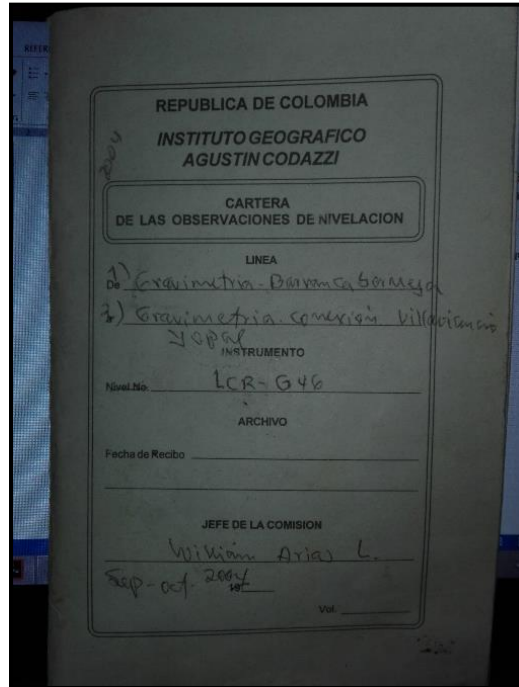 REPUBLICA DE COLOMBIA
INSTITUTO GEOGRAFICO
AGUSTIN CODAZZI
2004
CARTERA
DE LAS OBSERVACIONES DE NIVELACION
LINEA
1) Gravimetria - Barrancabermeja
2) Gravimetria. conexión Villavicencio
Yopal
INSTRUMENTO
Nivel No. LCR-G46
ARCHIVO
Fecha de Recibo
JEFE DE LA COMISION
William Arias L.
Sep - oct. 2004
Vol.